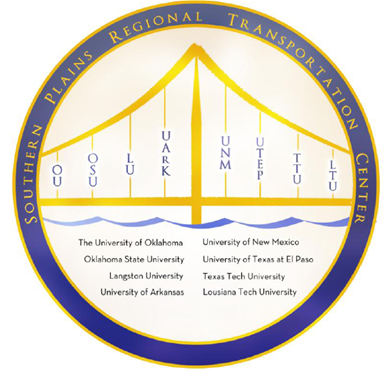 SOUTHERN PLAINS REGIONAL TRANSPORTATION CENTER
OU
OSU
LU
UARK
UNM
UTEP
TTU
LTU
The University of Oklahoma
University of New Mexico
Oklahoma State University
University of Texas at El Paso
Langston University
Texas Tech University
University of Arkansas
Lousiana Tech University